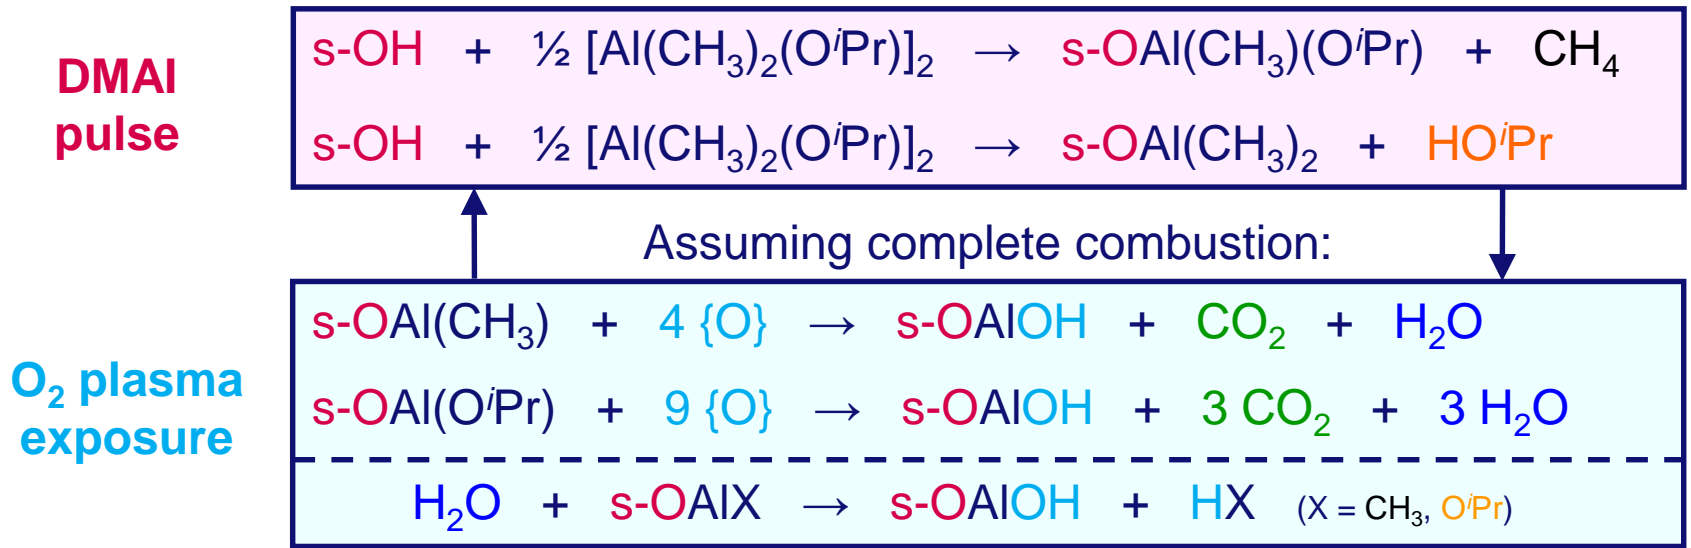 DMAI pulse
s-OH + ½ [Al(CH₃)₂(OⁱPr)]₂ → s-OAl(CH₃)(OⁱPr) + CH₄
s-OH + ½ [Al(CH₃)₂(OⁱPr)]₂ → s-OAl(CH₃)₂ + HOⁱPr
Assuming complete combustion:
O₂ plasma exposure
s-OAl(CH₃) + 4 {O} → s-OAlOH + CO₂ + H₂O
s-OAl(OⁱPr) + 9 {O} → s-OAlOH + 3 CO₂ + 3 H₂O
H₂O + s-OAlX → s-OAlOH + HX (X = CH₃, OⁱPr)